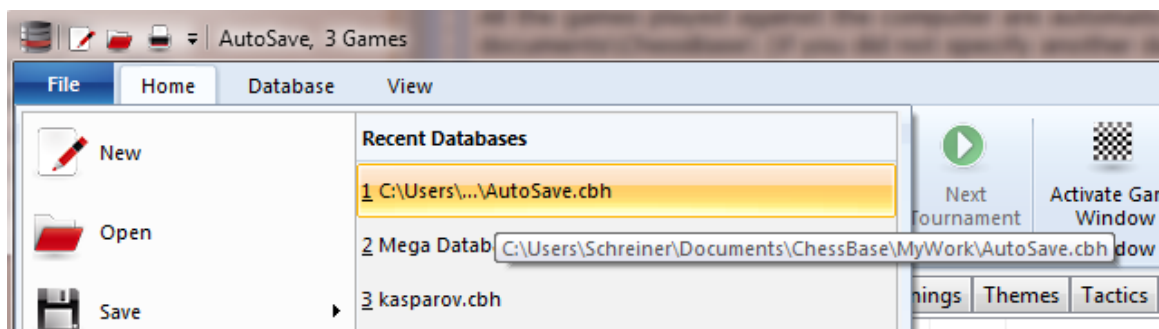 AutoSave, 3 Games
File Home Database View
New
Open
Save
Recent Databases
1 C:\Users\...\AutoSave.cbh
2 Mega Datab
C:\Users\Schreiner\Documents\ChessBase\MyWork\AutoSave.cbh
3 kasparov.cbh
Next
Tournament
Activate Gar
Window
dow
nings Themes Tactics